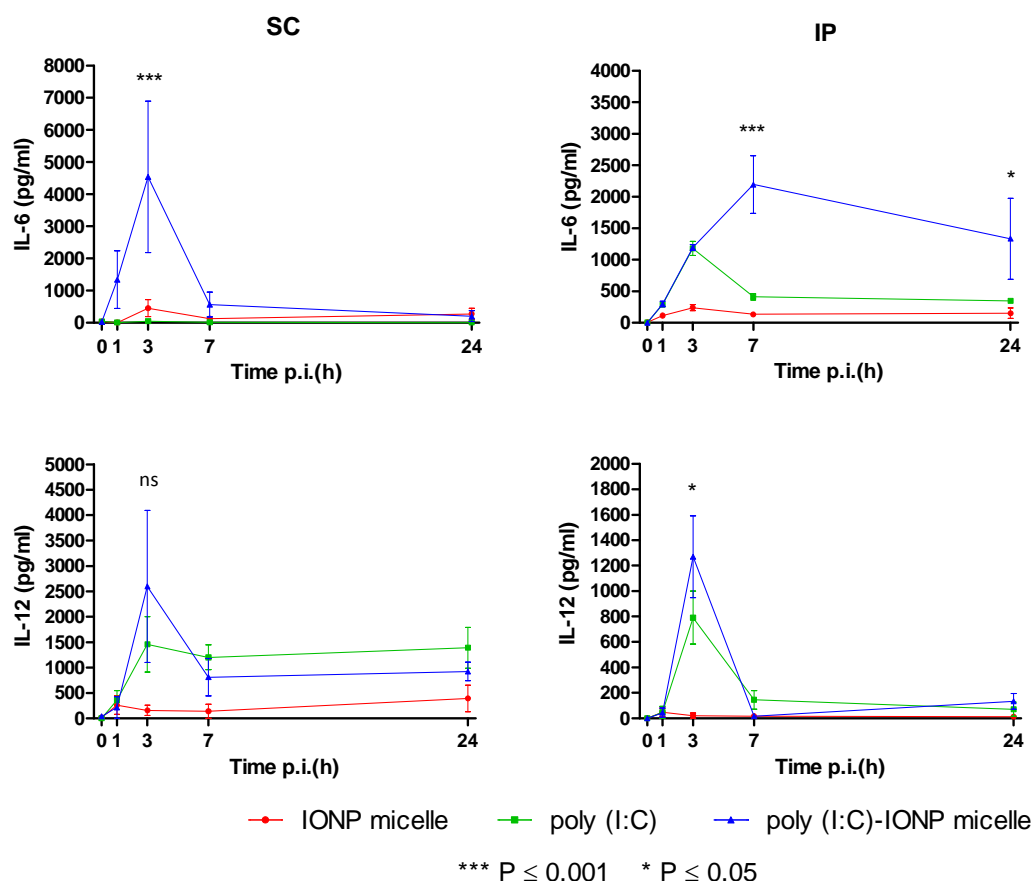 SC
8000
7000
6000
5000
4000
3000
2000
1000
0
IL-6 (pg/ml)
***
0 1 3 7 24
Time p.i.(h)
IP
4000
3500
3000
2500
2000
1500
1000
500
0
IL-6 (pg/ml)
***
*
0 1 3 7 24
Time p.i.(h)
5000
4500
4000
3500
3000
2500
2000
1500
1000
500
0
IL-12 (pg/ml)
ns
0 1 3 7 24
Time p.i.(h)
2000
1800
1600
1400
1200
1000
800
600
400
200
0
IL-12 (pg/ml)
*
0 1 3 7 24
Time p.i.(h)
IONP micelle poly (I:C) poly (I:C)-IONP micelle
*** P ≤ 0.001 * P ≤ 0.05